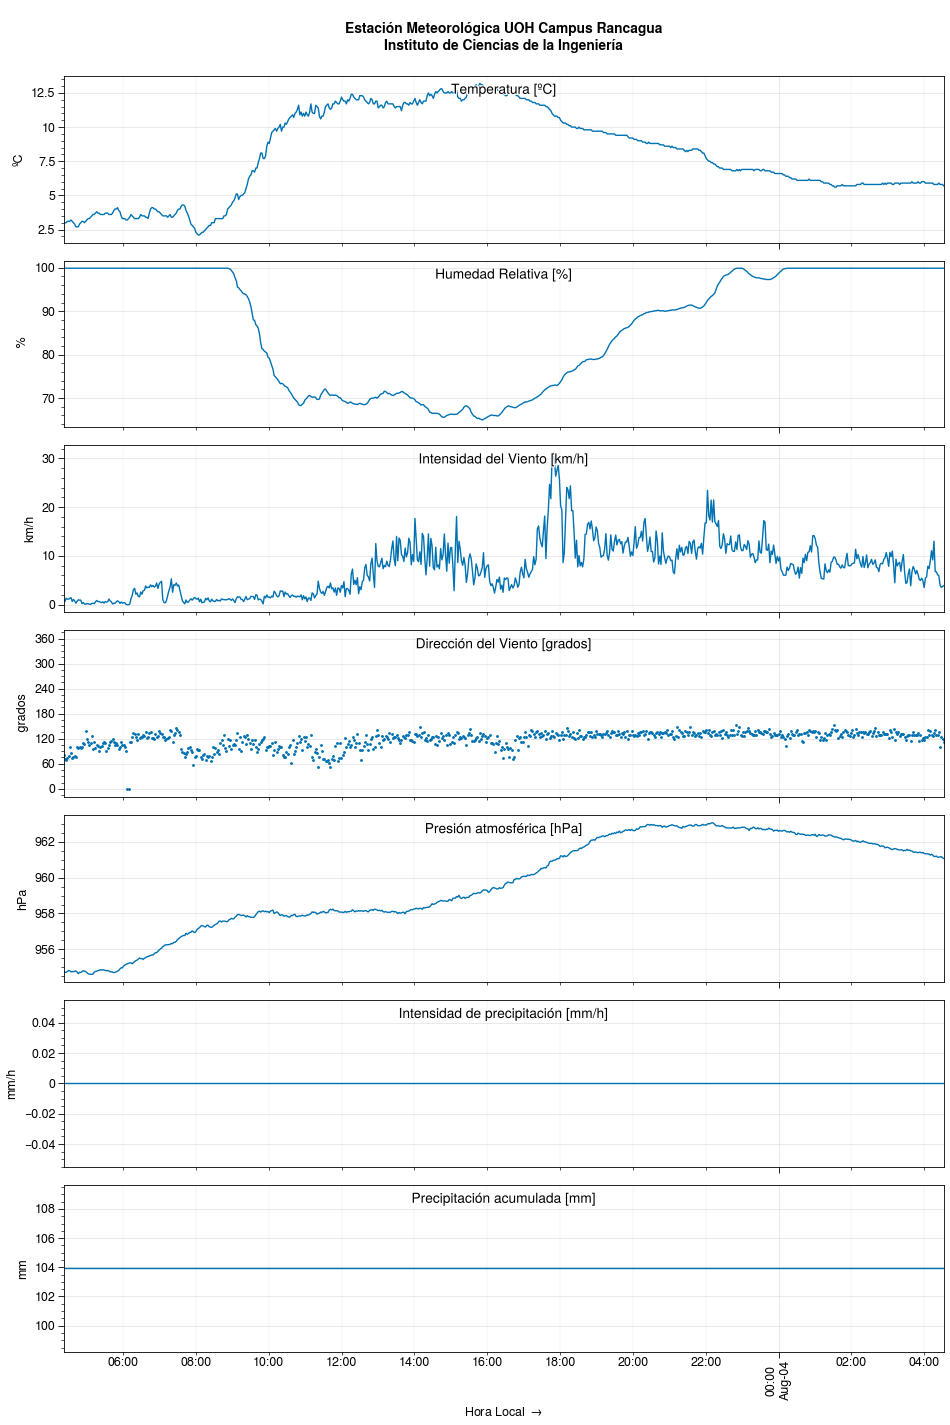 Estación Meteorológica UOH Campus Rancagua
Instituto de Ciencias de la Ingeniería
Temperatura [ºC]
12.5
10
7.5
5
2.5
ºC
Humedad Relativa [%]
100
90
80
70
%
Intensidad del Viento [km/h]
30
20
10
0
km/h
Dirección del Viento [grados]
360
300
240
180
120
60
0
grados
Presión atmosférica [hPa]
962
960
958
956
hPa
Intensidad de precipitación [mm/h]
0.04
0.02
0
−0.02
−0.04
mm/h
Precipitación acumulada [mm]
108
106
104
102
100
mm
06:00 08:00 10:00 12:00 14:00 16:00 18:00 20:00 22:00 00:00 02:00 04:00
Aug-04
Hora Local →